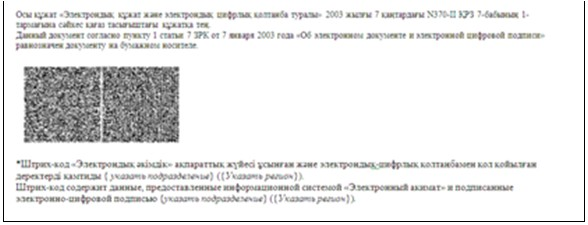 Осы құжат «Электрондық құжат және электрондық цифрлық қолтаңба туралы» 2003 жылғы 7 қаңтардағы N370-II ҚРЗ 7-бабының 1-
тармағына сәйкес қағаз тасығыштағы құжатқа тең.
Данный документ согласно пункту 1 статьи 7 ЗРК от 7 января 2003 года «Об электронном документе и электронной цифровой подписи»
равнозначен документу на бумажном носителе.
*Штрих-код «Электрондық әкімдік» ақпараттық жүйесі ұсынған және электрондық-цифрлық қолтаңбамен қол қойылған
деректерді қамтиды { указать подразделение} ({Указать регион}).
Штрих-код содержит данные, предоставленные информационной системой «Электронный акимат» и подписанные
электронно-цифровой подписью {указать подразделение} ({Указать регион}).